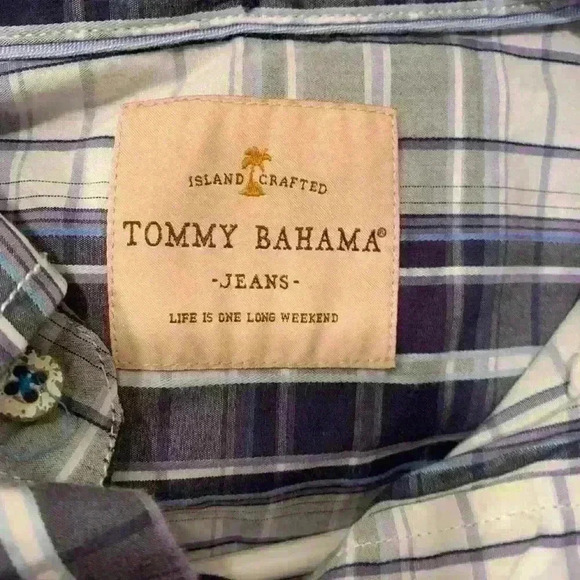 ISLAND CRAFTED
TOMMY BAHAMA®
-JEANS-
LIFE IS ONE LONG WEEKEND